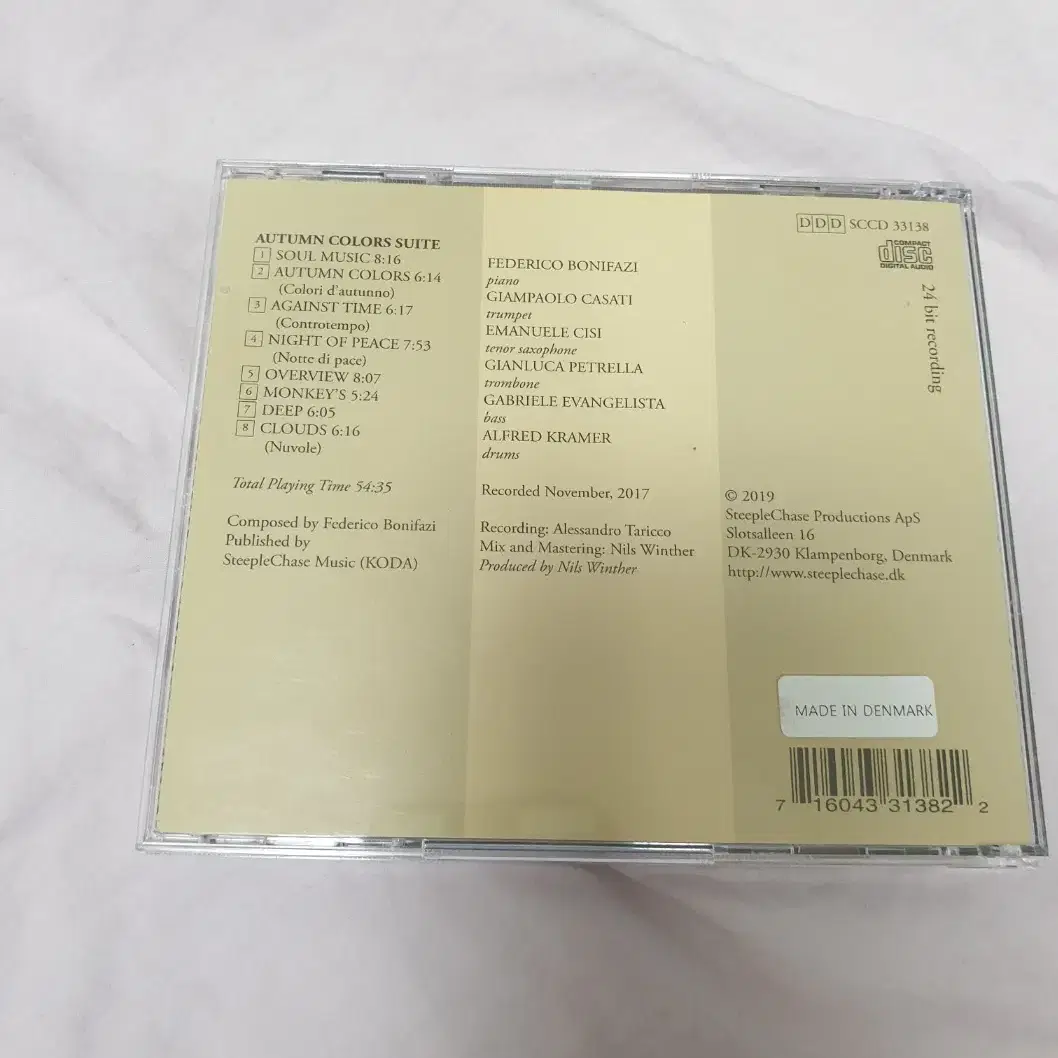 AUTUMN COLORS SUITE
1 SOUL MUSIC 8:16
2 AUTUMN COLORS 6:14
(Colori d'autunno)
3 AGAINST TIME 6:17
(Controtempo)
4 NIGHT OF PEACE 7:53
(Notte di pace)
5 OVERVIEW 8:07
6 MONKEY'S 5:24
7 DEEP 6:05
8 CLOUDS 6:16
(Nuvole)
Total Playing Time 54:35
Composed by Federico Bonifazi
Published by
SteepleChase Music (KODA)
FEDERICO BONIFAZI
piano
GIAMPAOLO CASATI
trumpet
EMANUELE CISI
tenor saxophone
GIANLUCA PETRELLA
trombone
GABRIELE EVANGELISTA
bass
ALFRED KRAMER
drums
Recorded November, 2017
Recording: Alessandro Taricco
Mix and Mastering: Nils Winther
Produced by Nils Winther
DDD SCCD 33138
COMPACT
disc
DIGITAL AUDIO
24 bit recording
© 2019
SteepleChase Productions ApS
Slotsalleen 16
DK-2930 Klampenborg, Denmark
http://www.steeplechase.dk
MADE IN DENMARK
7 16043 31382 2